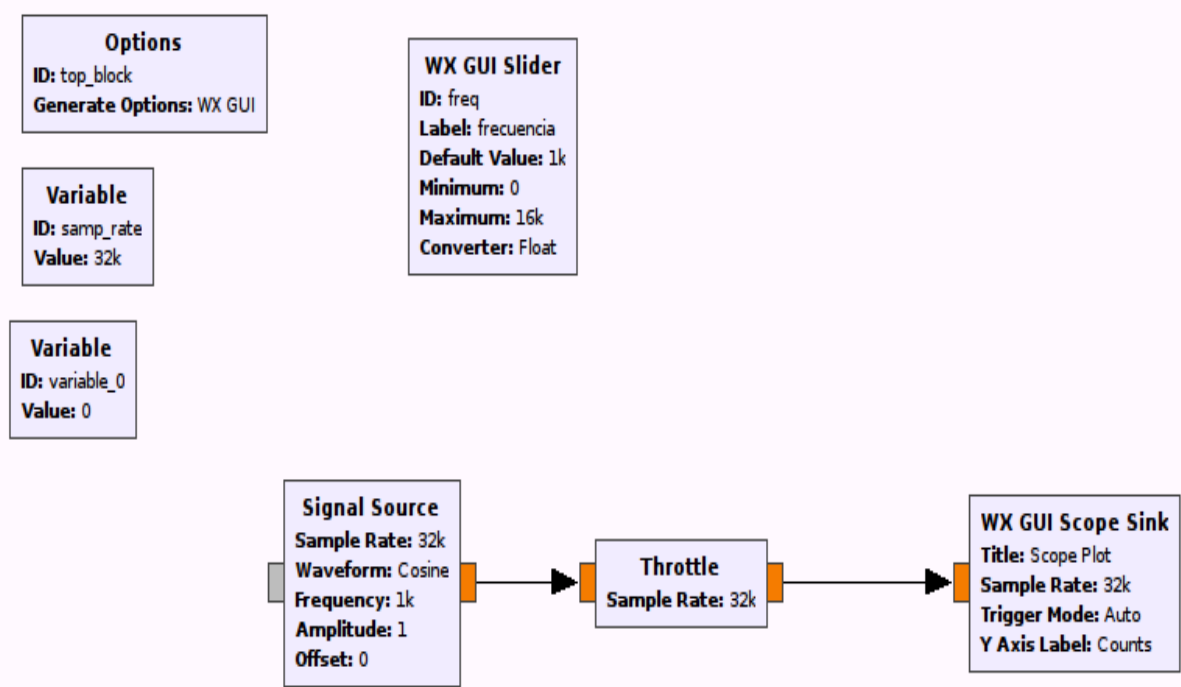 Options
ID: top_block
Generate Options: WX GUI
WX GUI Slider
ID: freq
Label: frecuencia
Default Value: 1k
Minimum: 0
Maximum: 16k
Converter: Float
Variable
ID: samp_rate
Value: 32k
Variable
ID: variable_0
Value: 0
Signal Source
Sample Rate: 32k
Waveform: Cosine
Frequency: 1k
Amplitude: 1
Offset: 0
Throttle
Sample Rate: 32k
WX GUI Scope Sink
Title: Scope Plot
Sample Rate: 32k
Trigger Mode: Auto
Y Axis Label: Counts